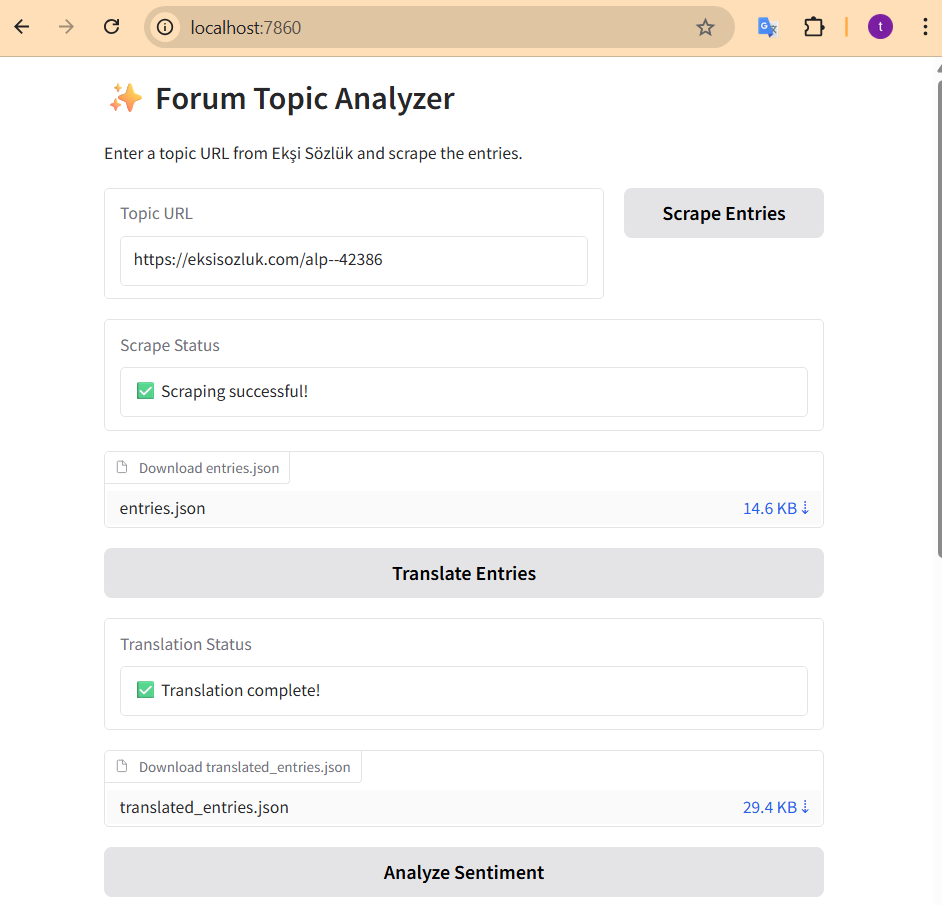 localhost:7860
t
✨ Forum Topic Analyzer
Enter a topic URL from Ekşi Sözlük and scrape the entries.
Topic URL
https://eksisozluk.com/alp--42386
Scrape Entries
Scrape Status
✅ Scraping successful!
Download entries.json
entries.json 14.6 KB ⇣
Translate Entries
Translation Status
✅ Translation complete!
Download translated_entries.json
translated_entries.json 29.4 KB ⇣
Analyze Sentiment